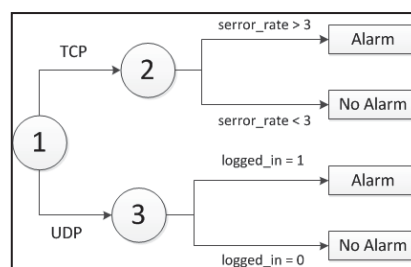 serror_rate > 3
Alarm
TCP
2
No Alarm
serror_rate < 3
1
logged_in = 1
Alarm
3
UDP
No Alarm
logged_in = 0